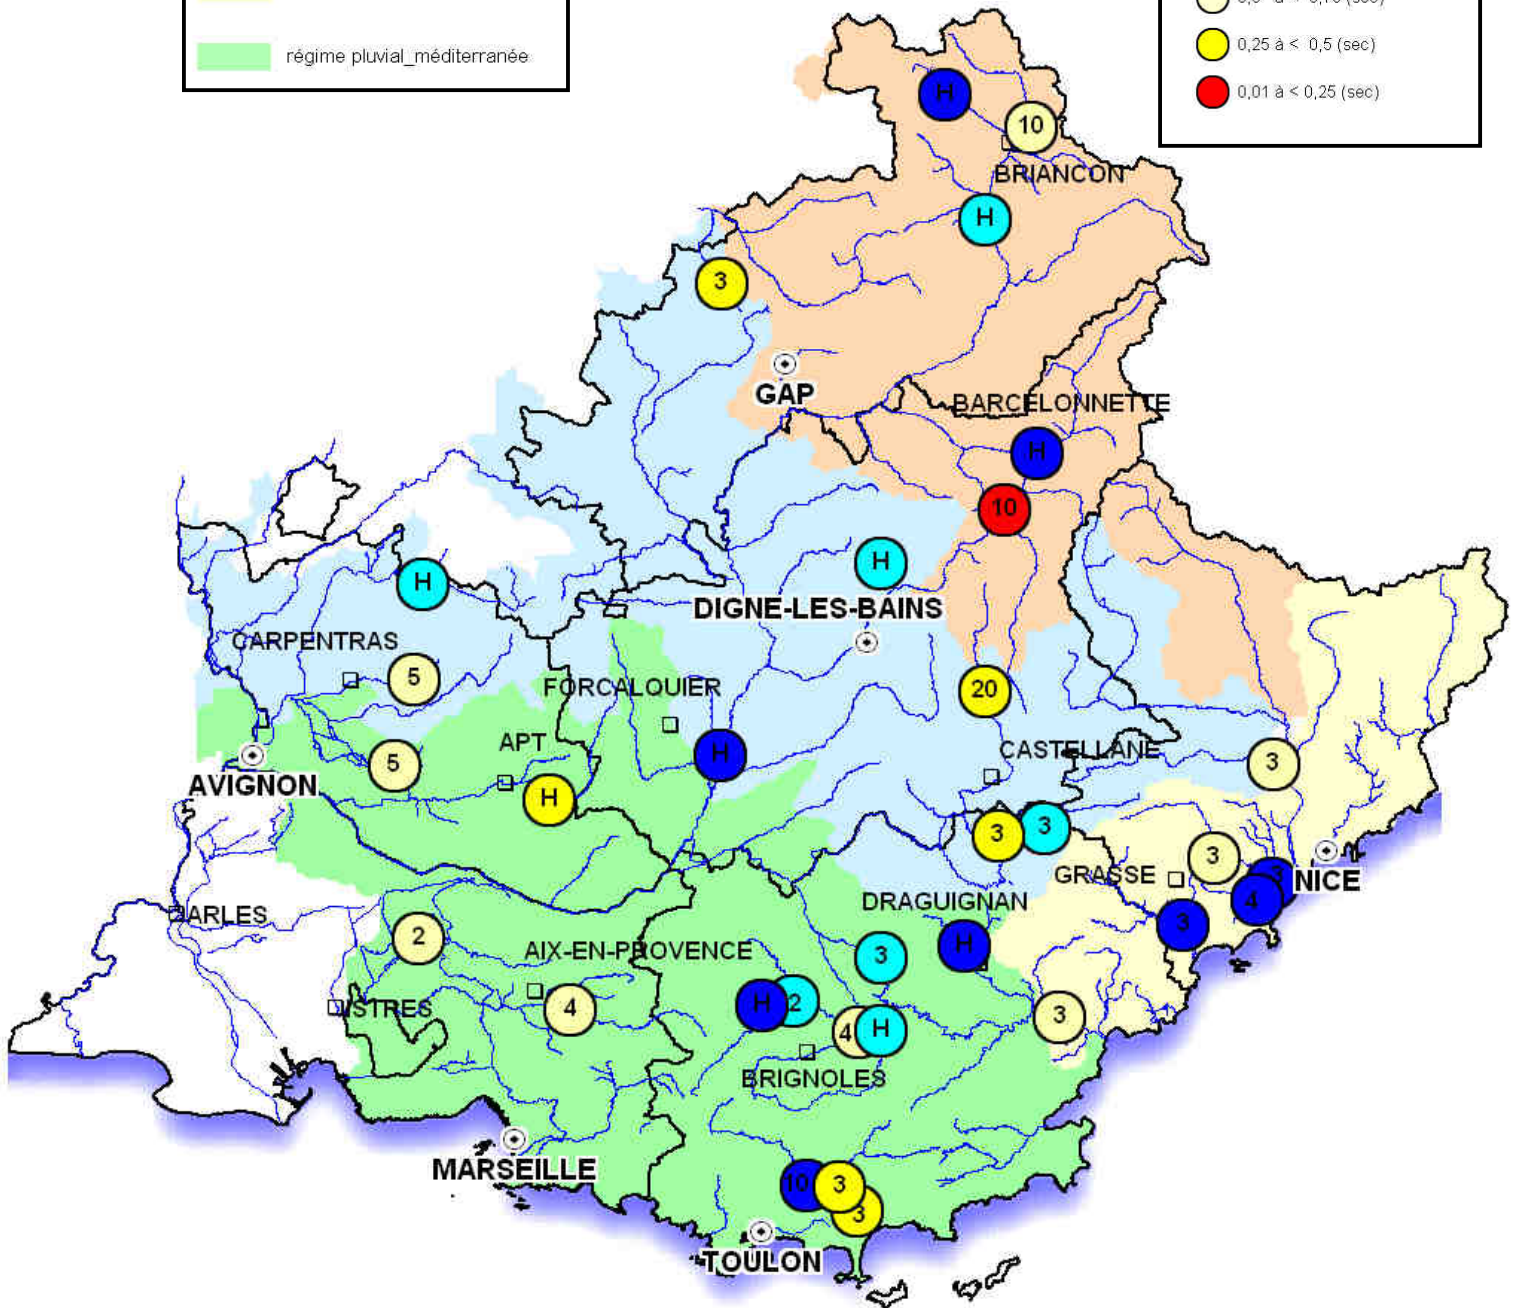 régime pluvial_méditerranée
0,25 à < 0,5 (sec)
0,01 à < 0,25 (sec)
H
10
BRIANCON
H
3
GAP
BARCELONNETTE
H
10
H
H
DIGNE-LES-BAINS
CARPENTRAS
5
FORCALQUIER
20
APT
H
CASTELLANE
3
5
AVIGNON
H
3
3
3
GRASSE
3
NICE
4
DRAGUIGNAN
ARLES
3
2
AIX-EN-PROVENCE
3
H
ISTRES
4
H
2
4
H
3
BRIGNOLES
MARSEILLE
10
3
3
TOULON